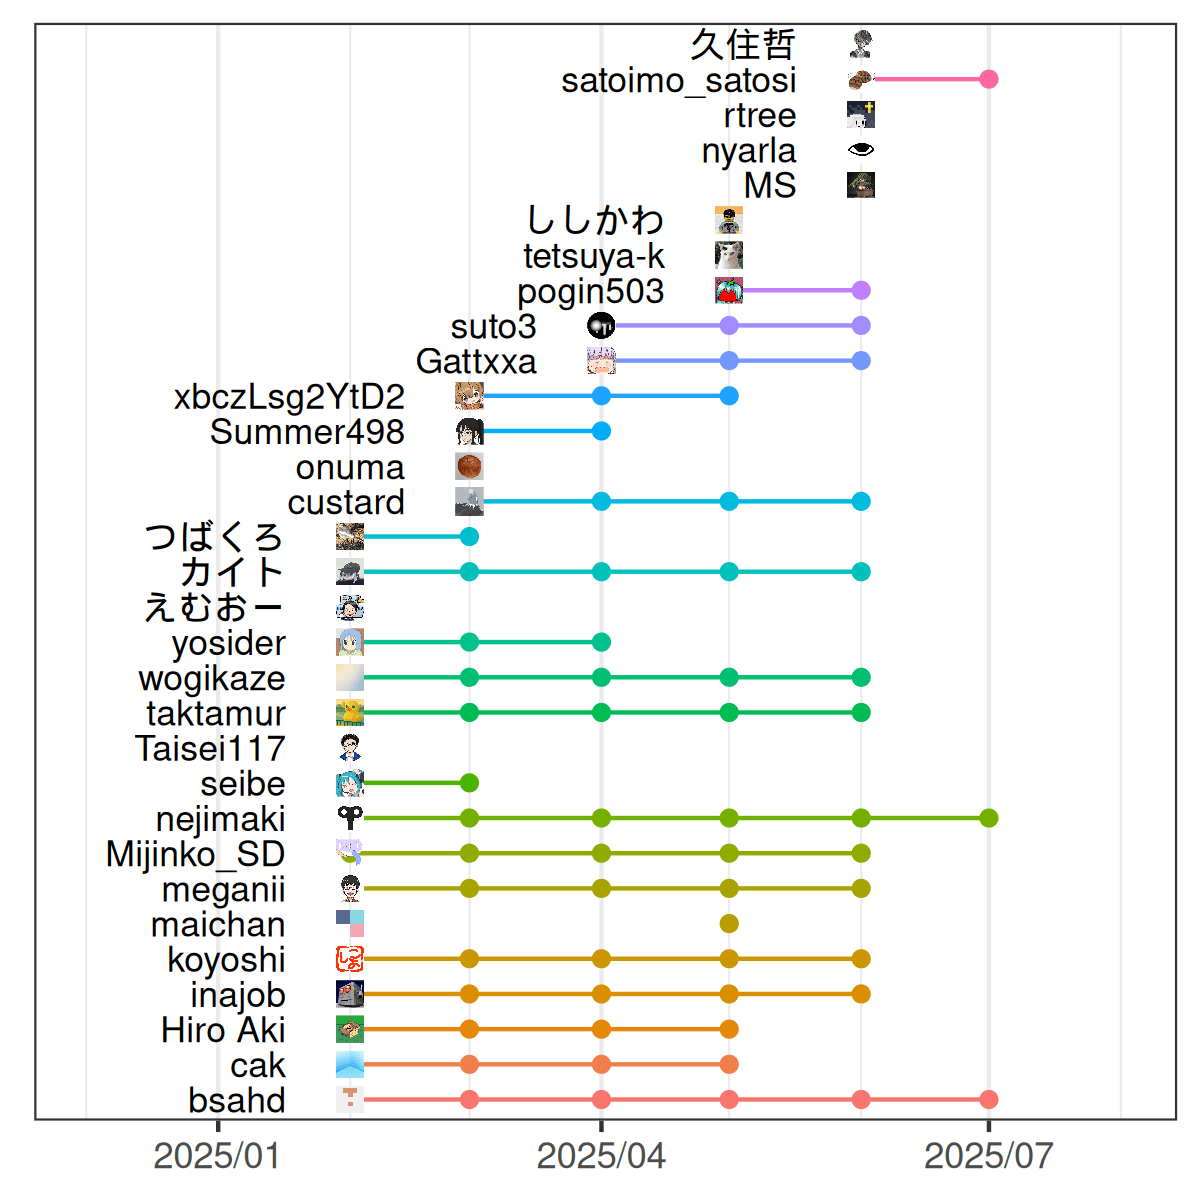 久住哲
satoimo_satosi
rtree
nyarla
MS
ししかわ
tetsuya-k
pogin503
suto3
Gattxxa
xbczLsg2YtD2
Summer498
onuma
custard
つばくろ
カイト
えむおー
yosider
wogikaze
taktamur
Taisei117
seibe
nejimaki
Mijinko_SD
meganii
maichan
koyoshi
inajob
Hiro Aki
cak
bsahd
2025/01 2025/04 2025/07